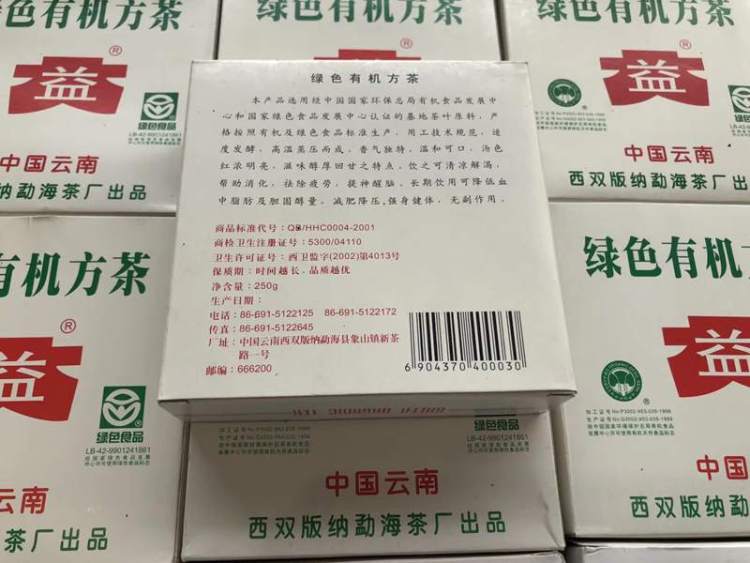 绿色有机方茶
益
®
绿色食品
LB-42-9901241861
绿色有机方茶
本产品选用经中国国家环保总局有机食品发展中
心和国家绿色食品发展中心认证的基地茶叶原料，严
格按照有机及绿色食品标准生产。用工技术规范，适
度发酵，高温蒸压而成，香气独特，温和可口，汤色
红浓明亮，滋味醇厚回甘之特点，饮之可清凉解渴，
帮助消化，祛除疲劳，提神醒脑，长期饮用可降低血
中脂肪及胆固醇量，减肥降压，强身健体，无副作用。
商品标准代号：QB/HHC0004-2001
商检卫生注册证号：5300/04110
卫生许可证号：西卫监字(2002)第4013号
保质期：时间越长，品质越优
净含量：250g
生产日期：
电话：86-691-5122125 86-691-5122172
传真：86-691-5122645
厂址：中国云南西双版纳勐海县象山镇新茶
路一号
邮编：666200
6 904370 400030
绿色有机方茶
益
®
绿色食品
中国云南
西双版纳勐海茶厂出品
中国云南
西双版纳勐海茶厂出品
绿色有机方茶
益
®
绿色食品
LB-42-9901241861
绿色有机方
®
中国云南
西双版纳勐海茶厂出品
茶厂出品
中国云南
西双版纳勐海茶厂